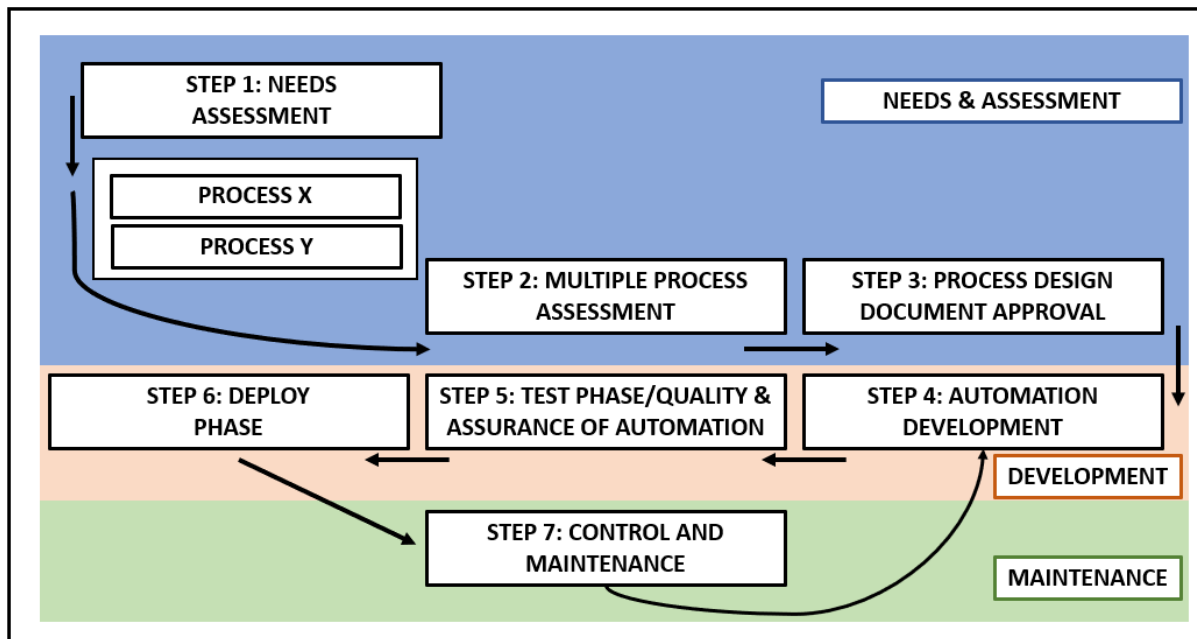 STEP 1: NEEDS
ASSESSMENT
NEEDS & ASSESSMENT
PROCESS X
PROCESS Y
STEP 2: MULTIPLE PROCESS
ASSESSMENT
STEP 3: PROCESS DESIGN
DOCUMENT APPROVAL
STEP 6: DEPLOY
PHASE
STEP 5: TEST PHASE/QUALITY &
ASSURANCE OF AUTOMATION
STEP 4: AUTOMATION
DEVELOPMENT
DEVELOPMENT
STEP 7: CONTROL AND
MAINTENANCE
MAINTENANCE